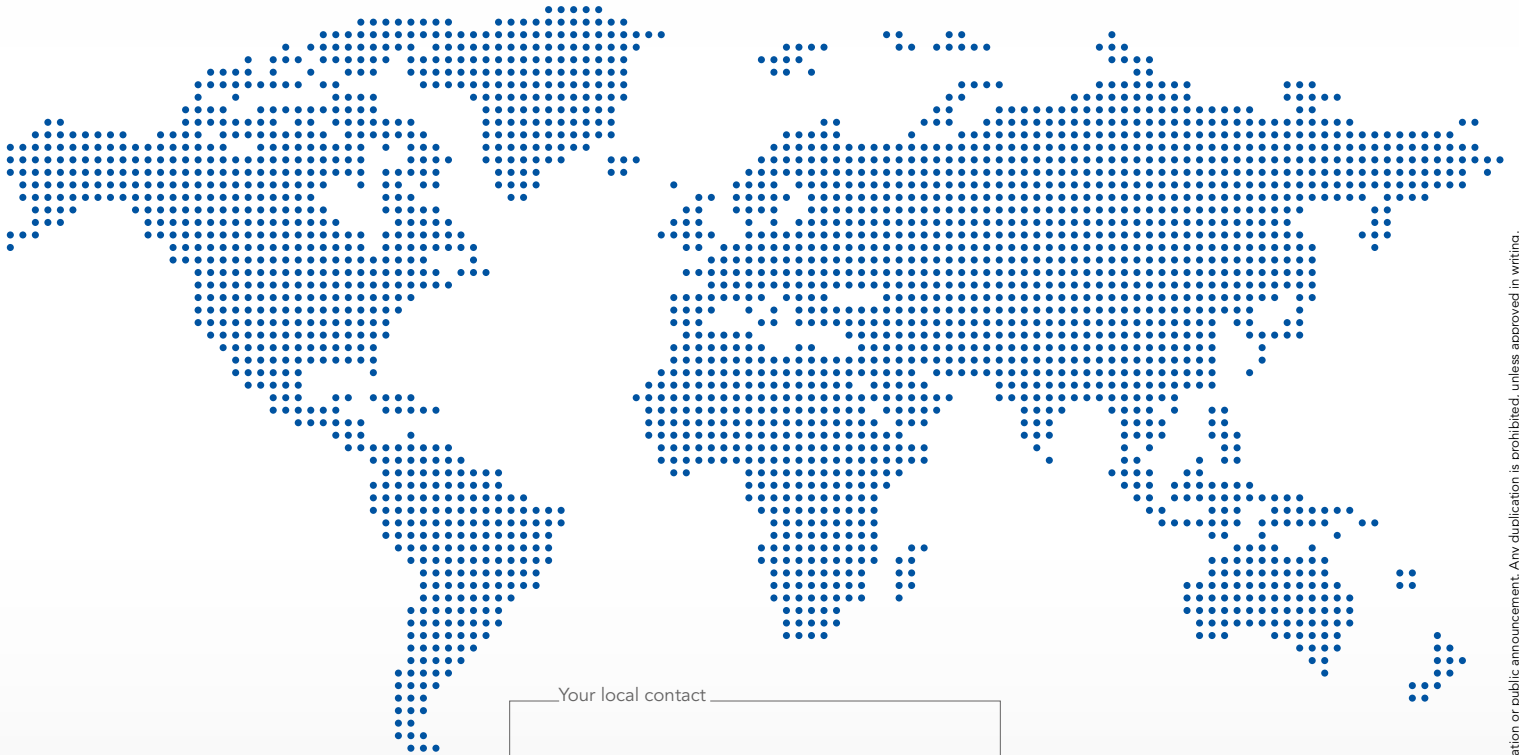 Your local contact
ation or public announcement. Any duplication is prohibited, unless approved in writing.